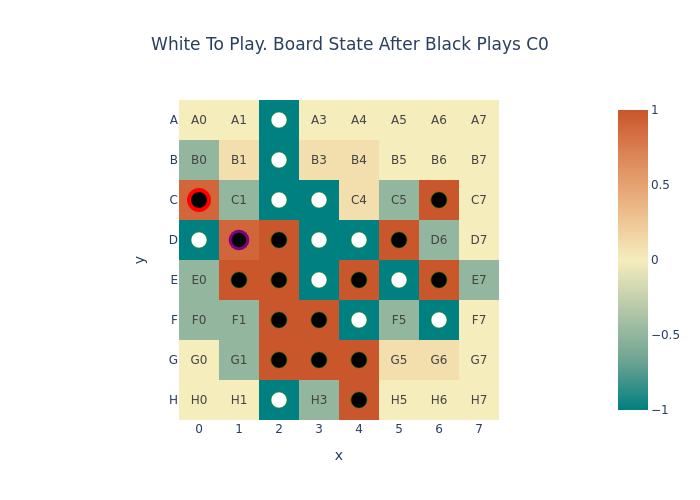 White To Play. Board State After Black Plays C0
A A0 A1 A3 A4 A5 A6 A7
B B0 B1 B3 B4 B5 B6 B7
C C1 C4 C5 C7
D D6 D7
E E0 E7
F F0 F1 F5 F7
G G0 G1 G5 G6 G7
H H0 H1 H3 H5 H6 H7
0 1 2 3 4 5 6 7
x
y
1
0.5
0
−0.5
−1